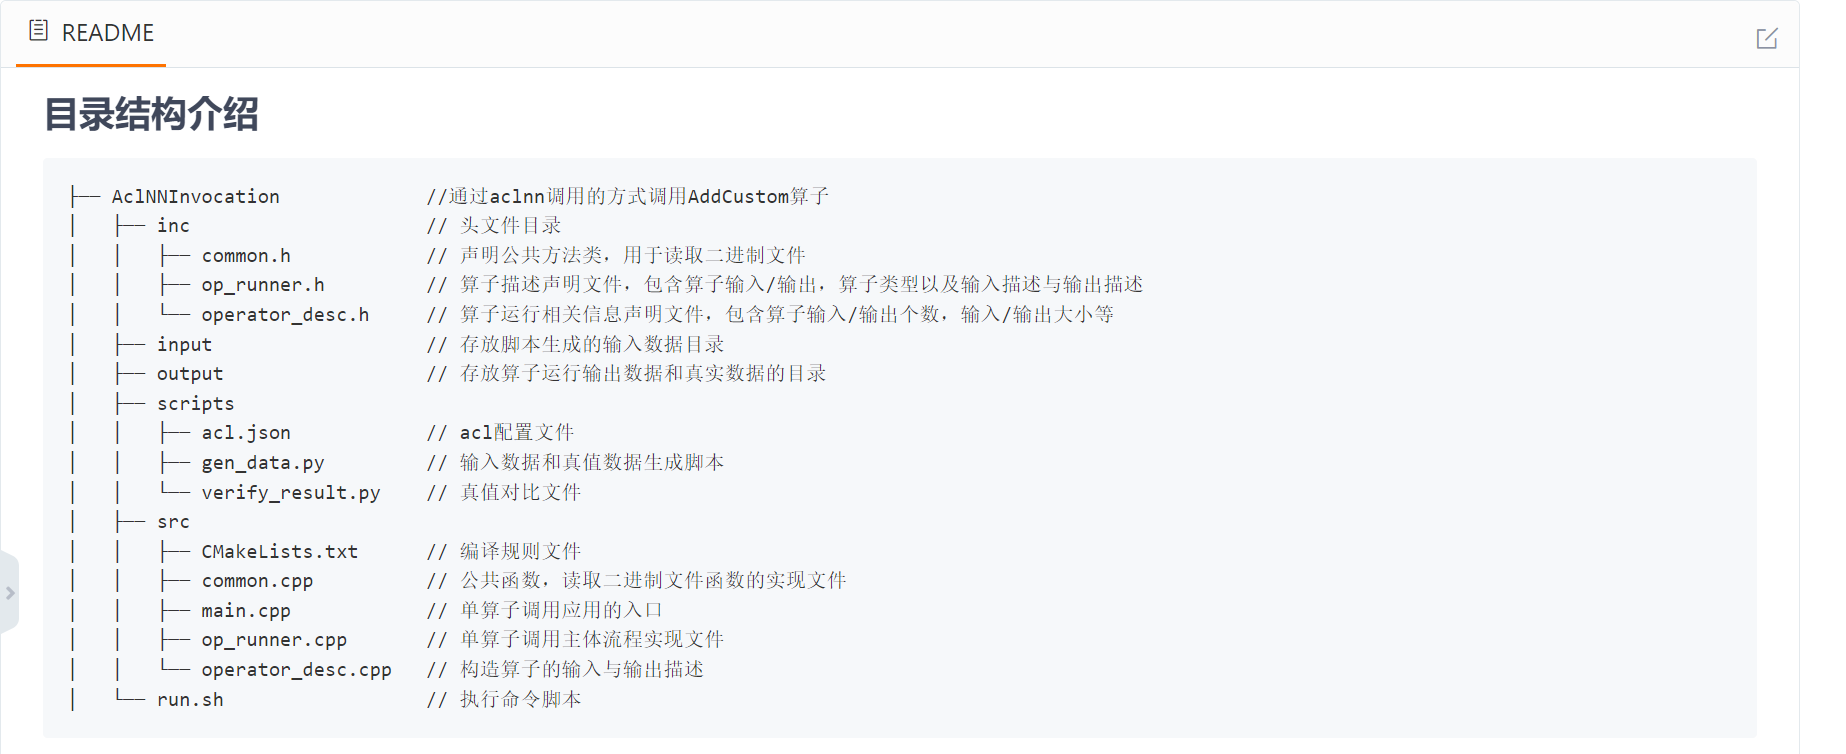 README
目录结构介绍
├── AclNNInvocation //通过aclnn调用的方式调用AddCustom算子
│   ├── inc // 头文件目录
│   │   ├── common.h // 声明公共方法类，用于读取二进制文件
│   │   ├── op_runner.h // 算子描述声明文件，包含算子输入/输出，算子类型以及输入描述与输出描述
│   │   └── operator_desc.h // 算子运行相关信息声明文件，包含算子输入/输出个数，输入/输出大小等
│   ├── input // 存放脚本生成的输入数据目录
│   ├── output // 存放算子运行输出数据和真实数据的目录
│   ├── scripts
│   │   ├── acl.json // acl配置文件
│   │   ├── gen_data.py // 输入数据和真值数据生成脚本
│   │   └── verify_result.py // 真值对比文件
│   ├── src
│   │   ├── CMakeLists.txt // 编译规则文件
│   │   ├── common.cpp // 公共函数，读取二进制文件函数的实现文件
│   │   ├── main.cpp // 单算子调用应用的入口
│   │   ├── op_runner.cpp // 单算子调用主体流程实现文件
│   │   └── operator_desc.cpp // 构造算子的输入与输出描述
│   └── run.sh // 执行命令脚本